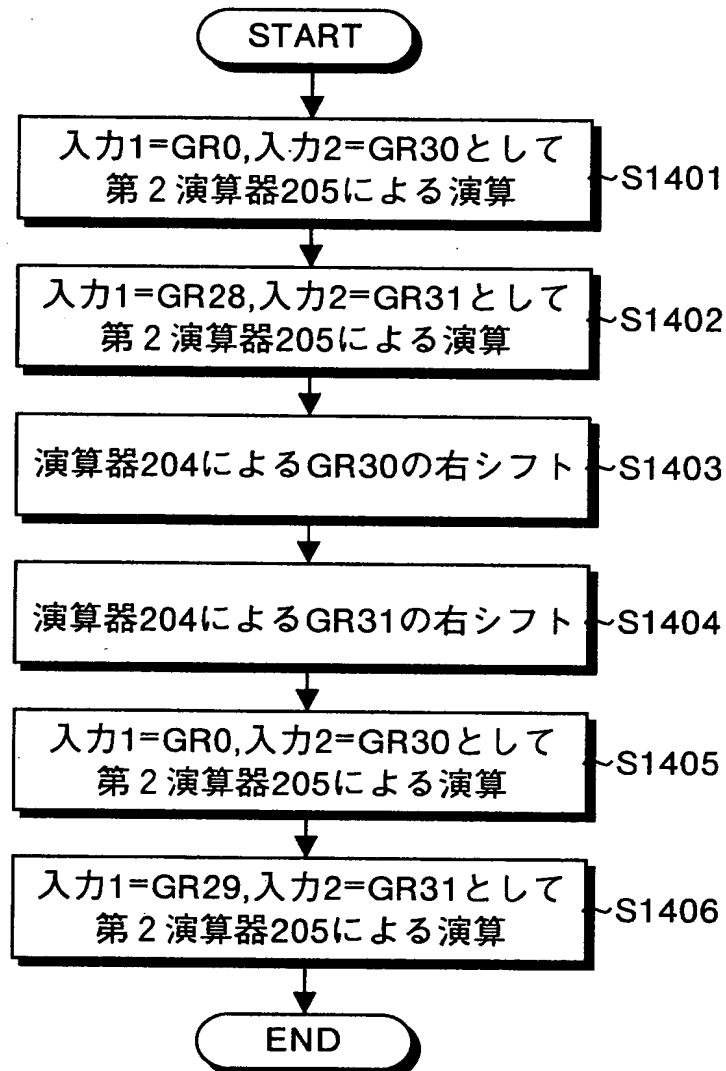 START
入力1=GR0,入力2=GR30として
第2演算器205による演算
~S1401
入力1=GR28,入力2=GR31として
第2演算器205による演算
~S1402
演算器204によるGR30の右シフト
~S1403
演算器204によるGR31の右シフト
~S1404
入力1=GR0,入力2=GR30として
第2演算器205による演算
~S1405
入力1=GR29,入力2=GR31として
第2演算器205による演算
~S1406
END